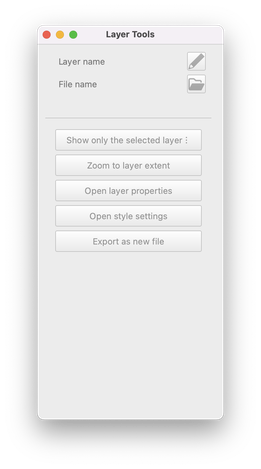 Layer Tools
Layer name
File name
Show only the selected layer ⋮
Zoom to layer extent
Open layer properties
Open style settings
Export as new file